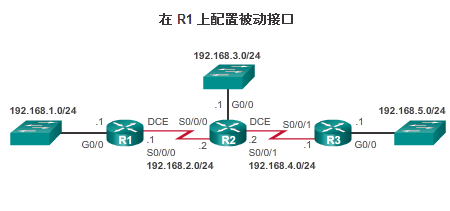 在 R1 上配置被动接口
192.168.3.0/24
.1
G0/0
192.168.1.0/24
192.168.5.0/24
.1
DCE
S0/0/0
DCE
S0/0/1
.1
R1
R2
R3
G0/0
.1
.2
.2
.1
G0/0
S0/0/0
S0/0/1
192.168.2.0/24
192.168.4.0/24